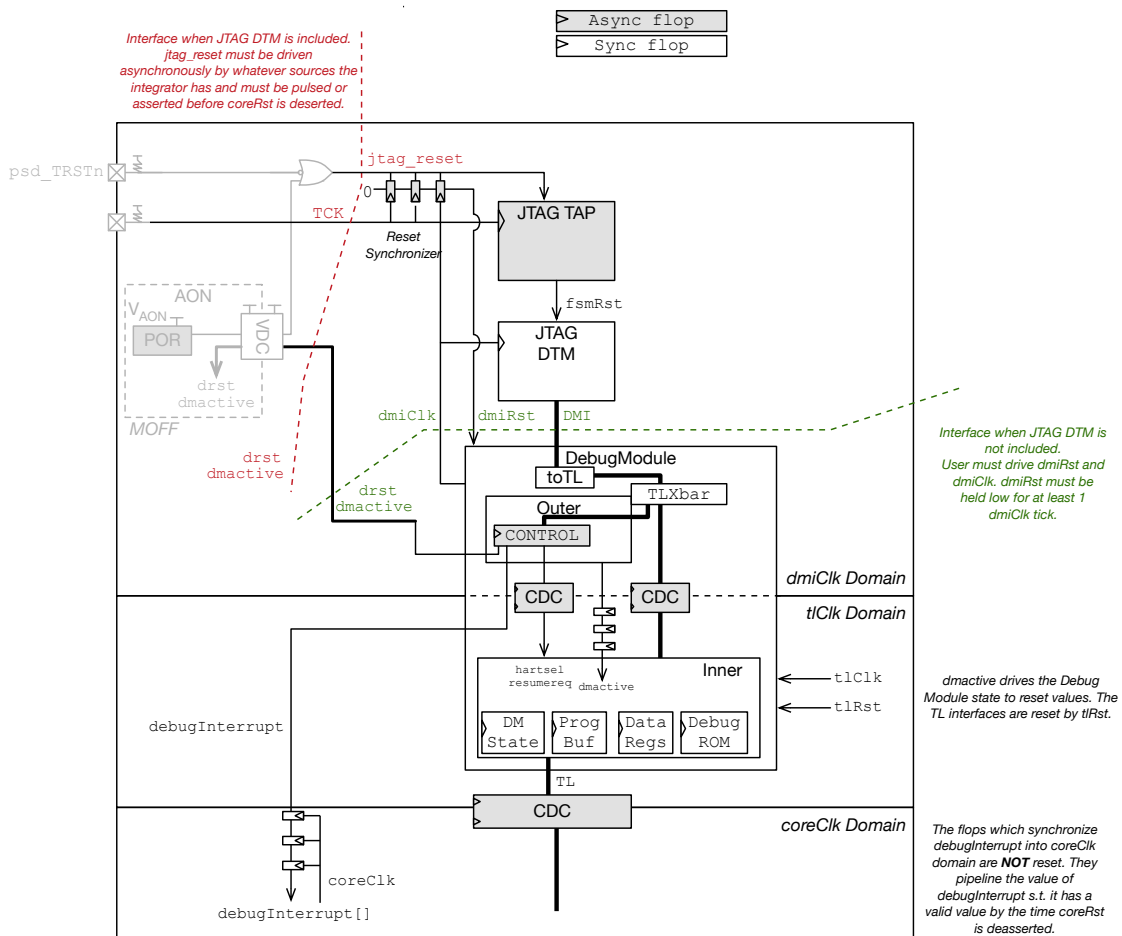 Async flop
Sync flop
Interface when JTAG DTM is included.
jtag_reset must be driven
asynchronously by whatever sources the
integrator has and must be pulsed or
asserted before coreRst is deserted.
psd_TRSTn
jtag_reset
0
TCK
Reset
Synchronizer
JTAG TAP
fsmRst
JTAG
DTM
AON
VAON
POR
VDC
drst
dmactive
MOFF
drst
dmactive
dmiClk
dmiRst
DMI
drst
dmactive
Interface when JTAG DTM is
not included.
User must drive dmiRst and
dmiClk. dmiRst must be
held low for at least 1
dmiClk tick.
DebugModule
toTL
TLXbar
Outer
CONTROL
CDC
CDC
dmiClk Domain
tlClk Domain
hartsel
resumereq
dmactive
Inner
tlClk
tlRst
dmactive drives the Debug
Module state to reset values. The
TL interfaces are reset by tlRst.
DM
State
Prog
Buf
Data
Regs
Debug
ROM
debugInterrupt
TL
CDC
coreClk Domain
coreClk
debugInterrupt[]
The flops which synchronize
debugInterrupt into coreClk
domain are NOT reset. They
pipeline the value of
debugInterrupt s.t. it has a
valid value by the time coreRst
is deasserted.